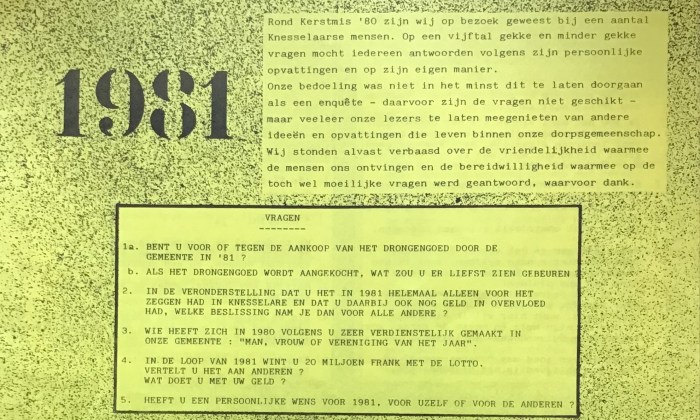 1981
Rond Kerstmis '80 zijn wij op bezoek geweest bij een aantal
Knesselaarse mensen. Op een vijftal gekke en minder gekke
vragen mocht iedereen antwoorden volgens zijn persoonlijke
opvattingen en op zijn eigen manier.
Onze bedoeling was niet in het minst dit te laten doorgaan
als een enquête - daarvoor zijn de vragen niet geschikt -
maar veeleer onze lezers te laten meegenieten van andere
ideeën en opvattingen die leven binnen onze dorpsgemeenschap.
Wij stonden alvast verbaasd over de vriendelijkheid waarmee
de mensen ons ontvingen en de bereidwilligheid waarmee op de
toch wel moeilijke vragen werd geantwoord, waarvoor dank.
VRAGEN
--------
1a. BENT U VOOR OF TEGEN DE AANKOOP VAN HET DRONGENGOED DOOR DE
GEMEENTE IN '81 ?
b. ALS HET DRONGENGOED WORDT AANGEKOCHT, WAT ZOU U ER LIEFST ZIEN GEBEUREN ?
2. IN DE VERONDERSTELLING DAT U HET IN 1981 HELEMAAL ALLEEN VOOR HET
ZEGGEN HAD IN KNESSELARE EN DAT U DAARBIJ OOK NOG GELD IN OVERVLOED
HAD, WELKE BESLISSING NAM JE DAN VOOR ALLE ANDERE ?
3. WIE HEEFT ZICH IN 1980 VOLGENS U ZEER VERDIENSTELIJK GEMAAKT IN
ONZE GEMEENTE : "MAN, VROUW OF VERENIGING VAN HET JAAR".
4. IN DE LOOP VAN 1981 WINT U 20 MILJOEN FRANK MET DE LOTTO.
VERTELT U HET AAN ANDEREN ?
WAT DOET U MET UW GELD ?
5. HEEFT U EEN PERSOONLIJKE WENS VOOR 1981, VOOR UZELF OF VOOR DE ANDEREN ?